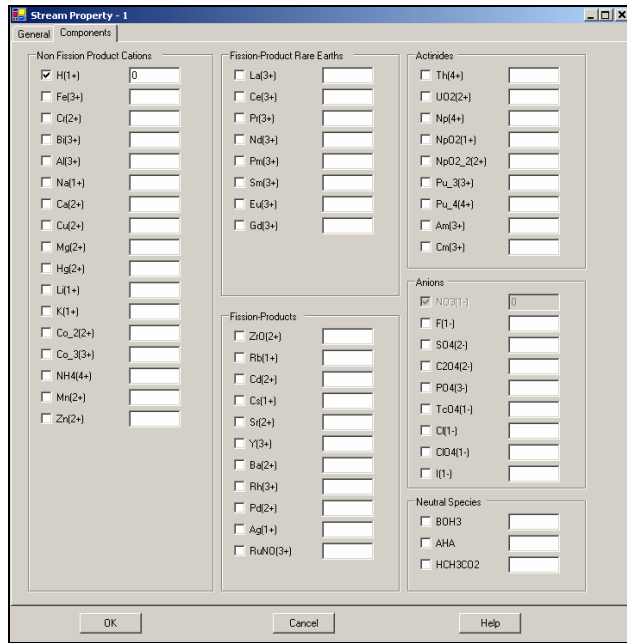 Stream Property - 1
General Components
Non Fission Product Cations
H(1+) 0
Fe(3+)
Cr(2+)
Bi(3+)
Al(3+)
Na(1+)
Ca(2+)
Cu(2+)
Mg(2+)
Hg(2+)
Li(1+)
K(1+)
Co_2(2+)
Co_3(3+)
NH4(4+)
Mn(2+)
Zn(2+)
Fission-Product Rare Earths
La(3+)
Ce(3+)
Pr(3+)
Nd(3+)
Pm(3+)
Sm(3+)
Eu(3+)
Gd(3+)
Fission-Products
ZrO(2+)
Rb(1+)
Cd(2+)
Cs(1+)
Sr(2+)
Y(3+)
Ba(2+)
Rh(3+)
Pd(2+)
Ag(1+)
RuNO(3+)
Actinides
Th(4+)
UO2(2+)
Np(4+)
NpO2(1+)
NpO2_2(2+)
Pu_3(3+)
Pu_4(4+)
Am(3+)
Cm(3+)
Anions
NO3(1-) 0
F(1-)
SO4(2-)
C2O4(2-)
PO4(3-)
TcO4(1-)
Cl(1-)
ClO4(1-)
I(1-)
Neutral Species
BOH3
AHA
HCH3CO2
OK Cancel Help